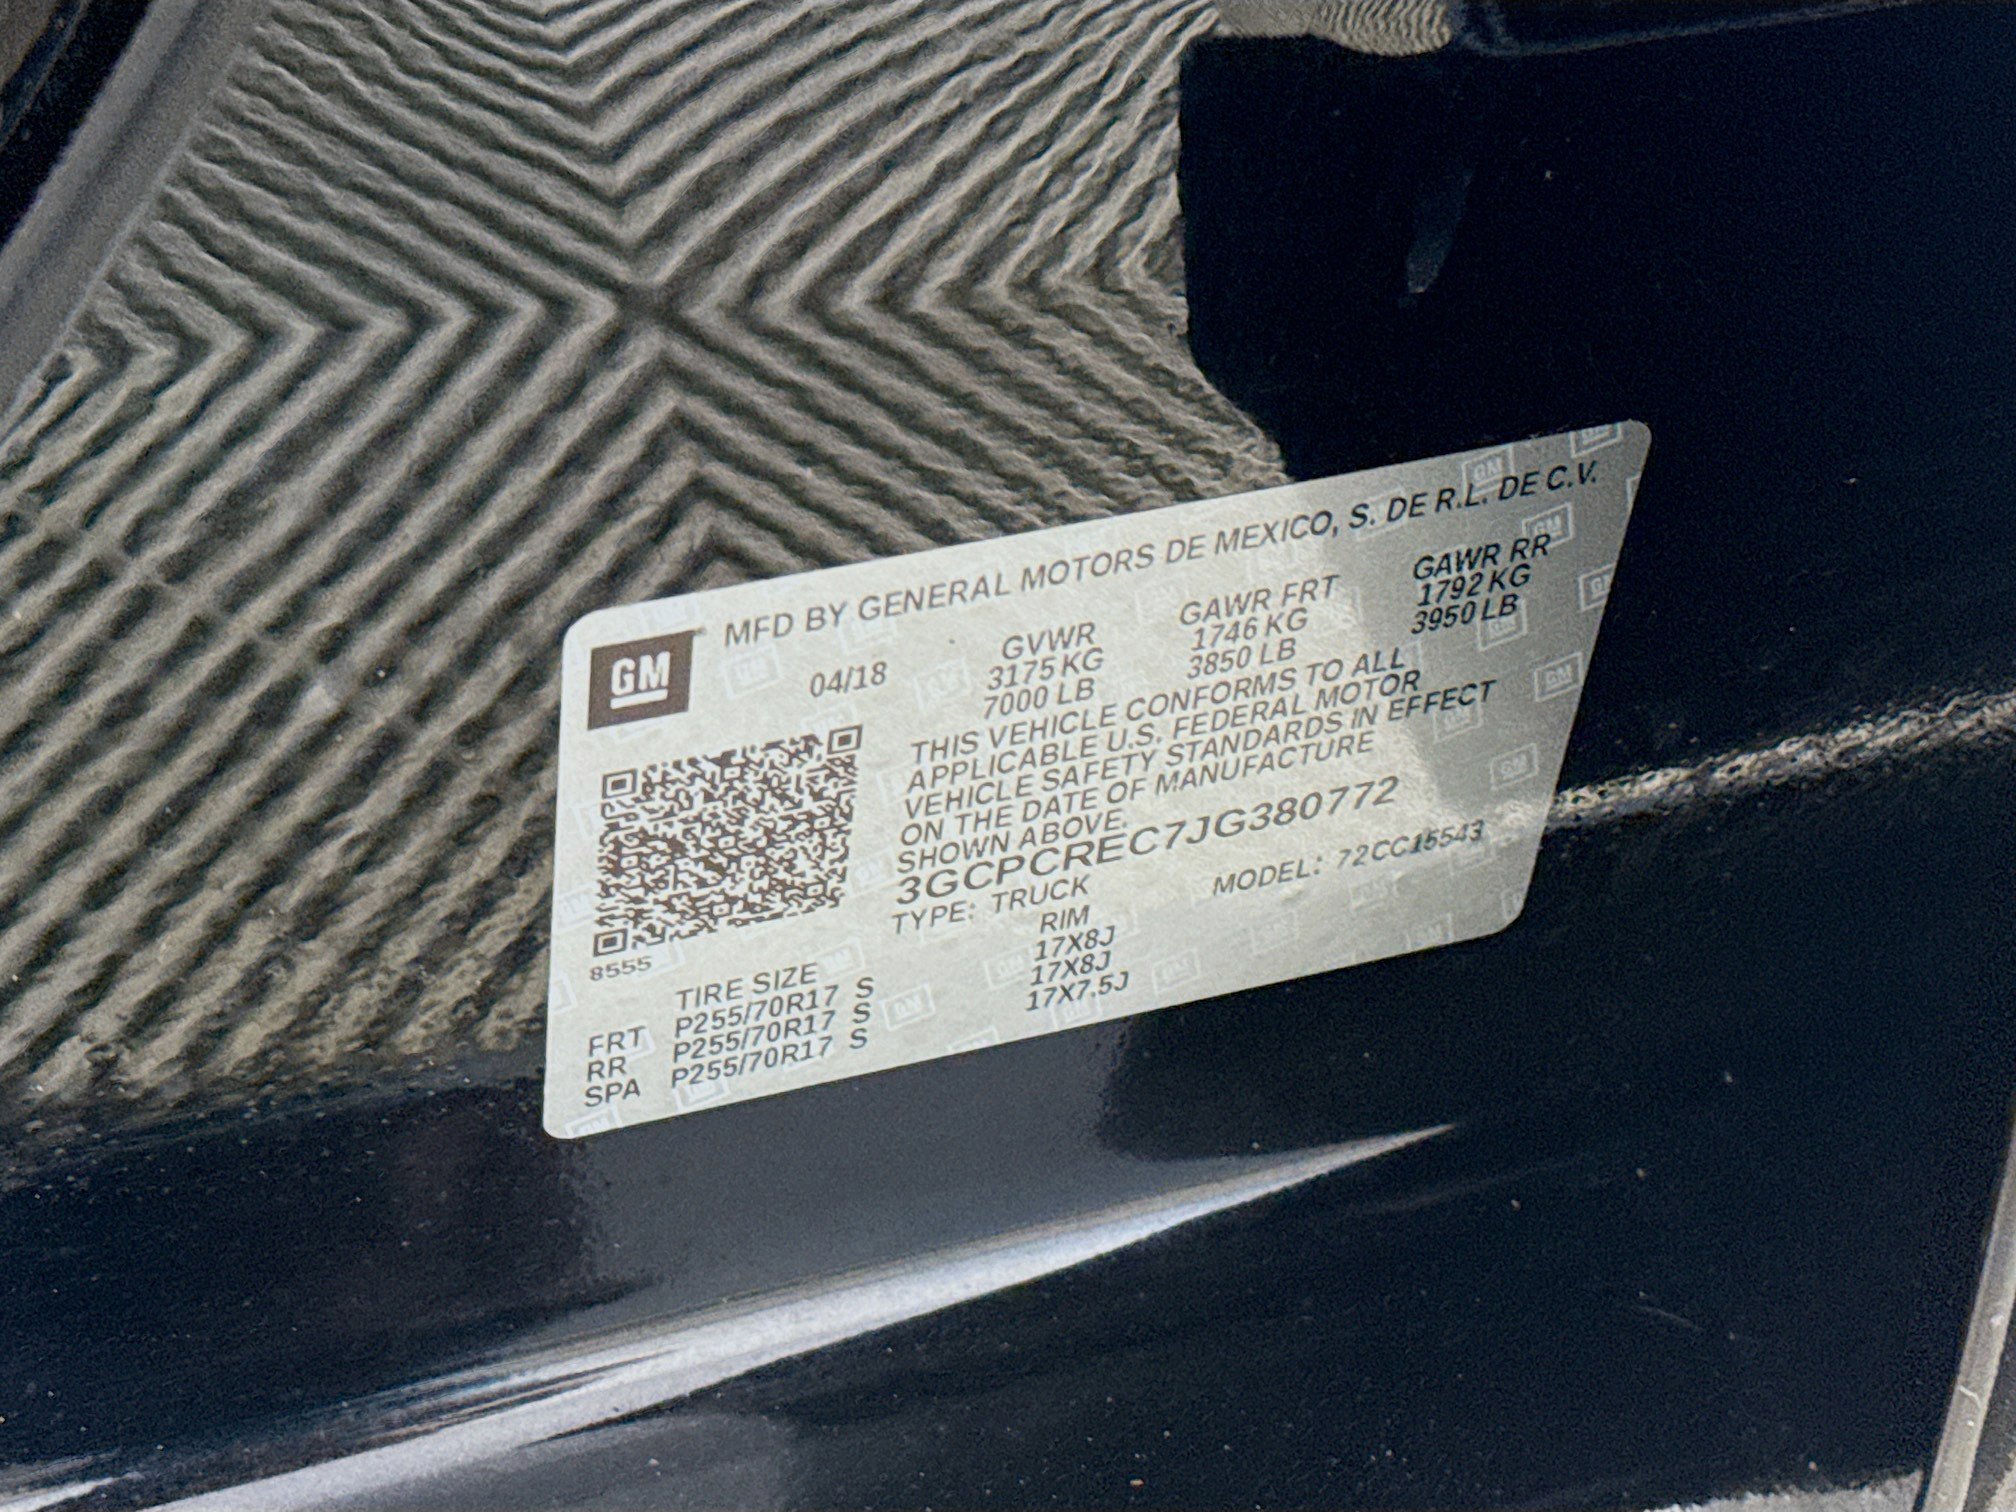 MFD BY GENERAL MOTORS DE MEXICO, S. DE R.L. DE C.V.
GM
04/18
GVWR GAWR FRT GAWR RR
3175 KG 1746 KG 1792 KG
7000 LB 3850 LB 3950 LB
THIS VEHICLE CONFORMS TO ALL
APPLICABLE U.S. FEDERAL MOTOR
VEHICLE SAFETY STANDARDS IN EFFECT
ON THE DATE OF MANUFACTURE
SHOWN ABOVE.
3GCPCREC7JG380772
TYPE: TRUCK MODEL: 72CC15543
8555
TIRE SIZE RIM
FRT P255/70R17 S 17X8J
RR P255/70R17 S 17X8J
SPA P255/70R17 S 17X7.5J